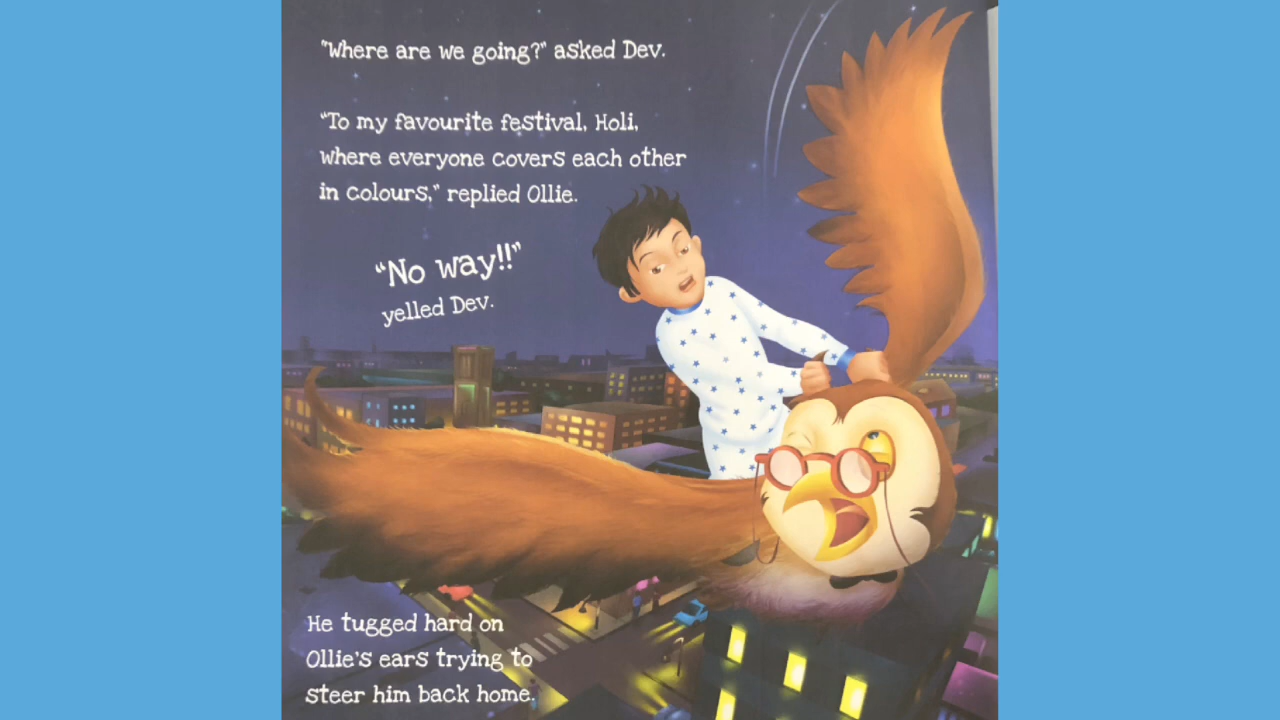 "Where are we going?" asked Dev.
"To my favourite festival, Holi,
where everyone covers each other
in colours," replied Ollie.
"No way!!"
yelled Dev.
He tugged hard on
Ollie's ears trying to
steer him back home.